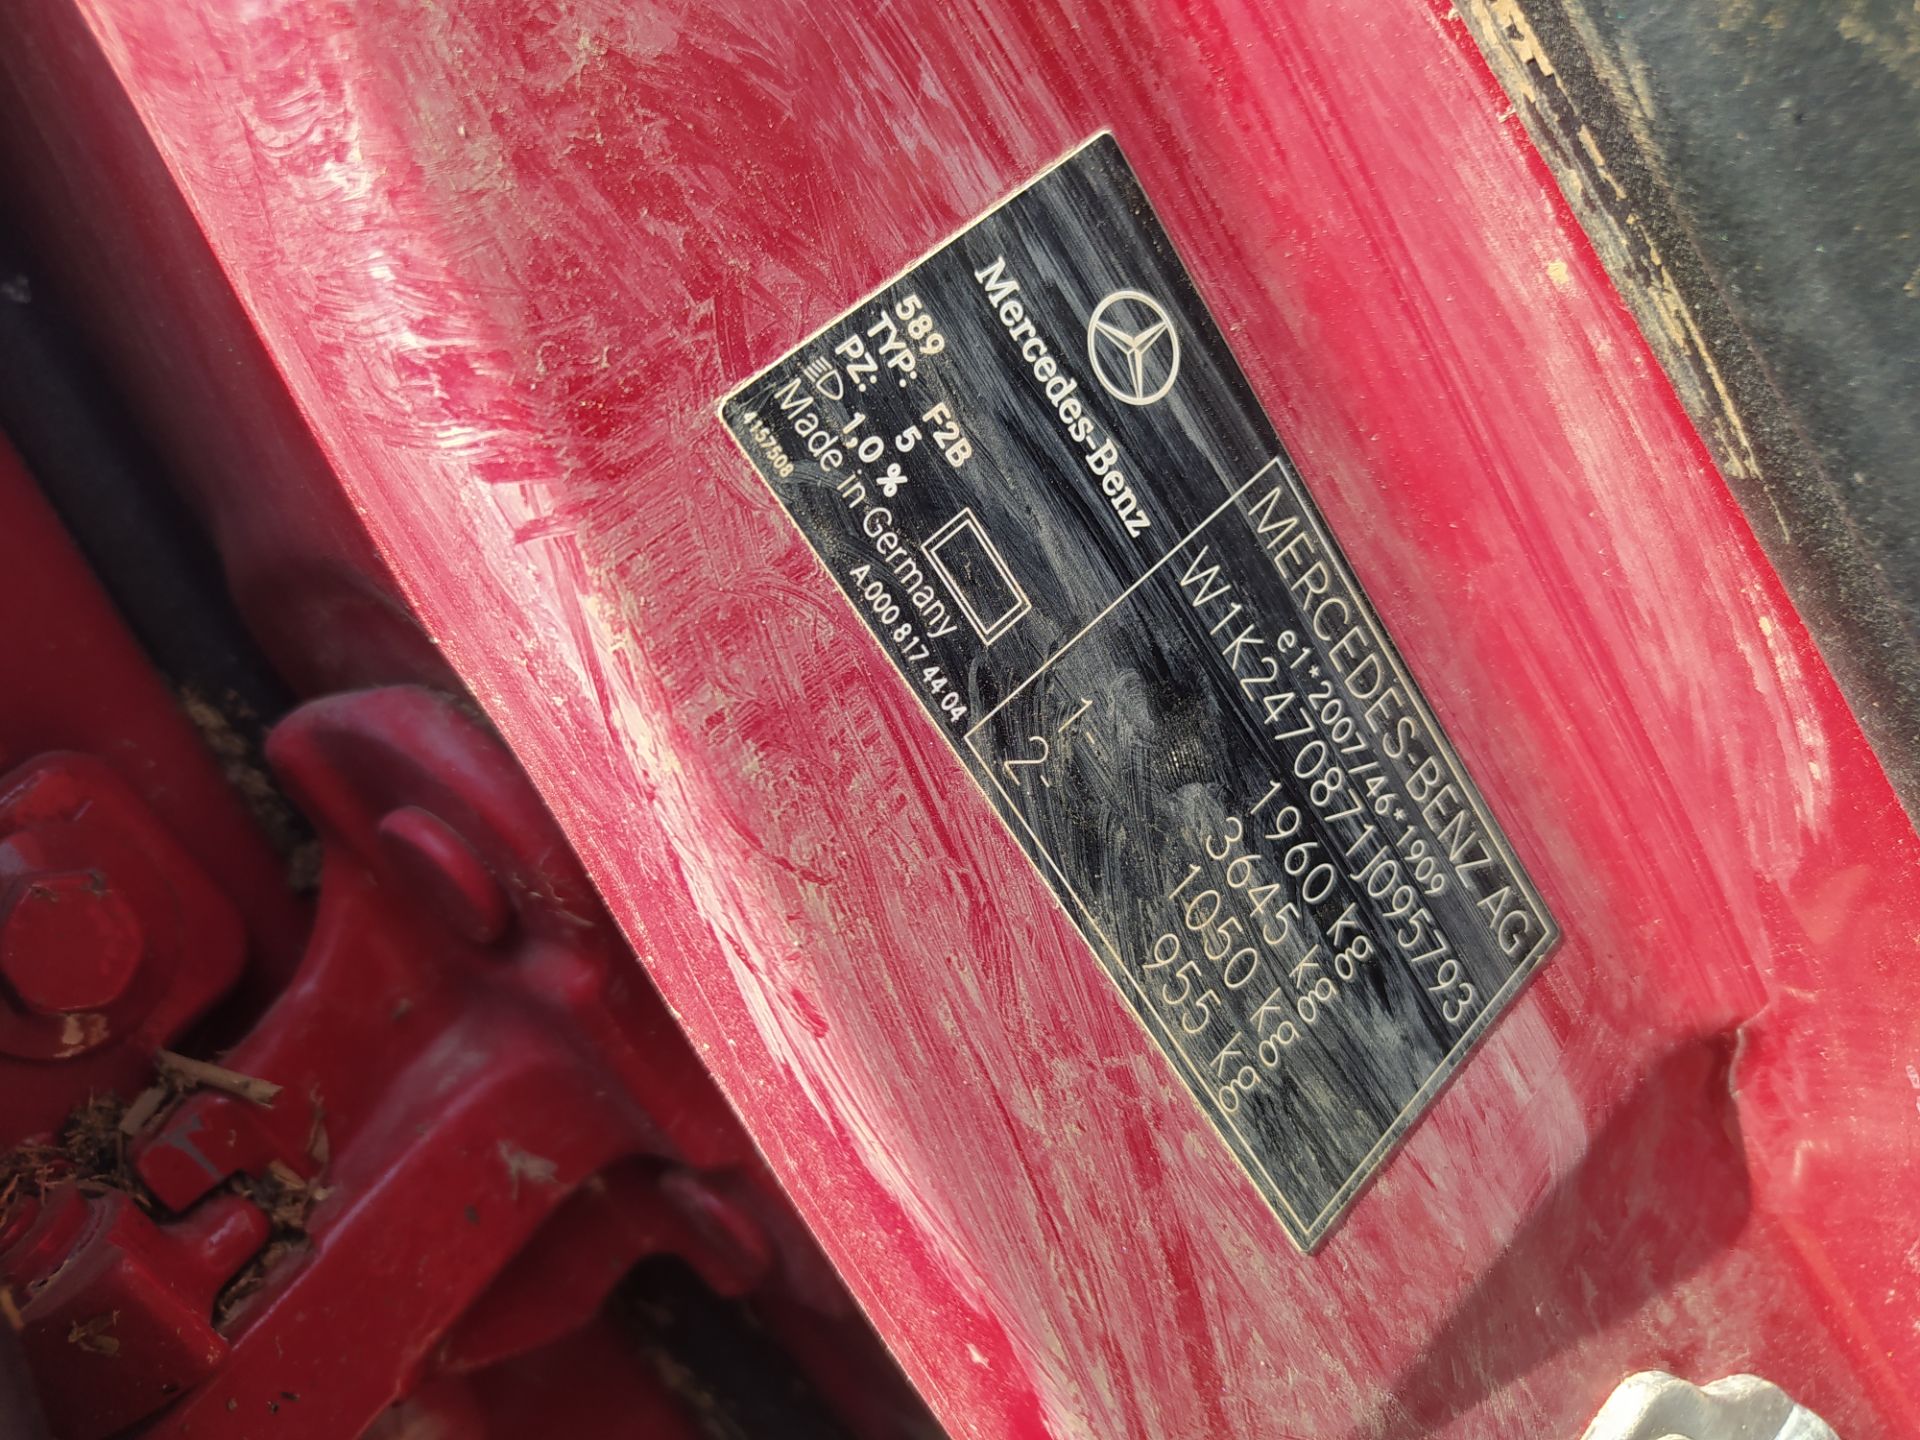 Mercedes-Benz
589
TYP: F2B
PZ: 5
1,0 %
Made in Germany
4157508
A 000 817 44 04
MERCEDES-BENZ AG
e1*2007/46*1909
W1K2470871J095793
1960 kg
3645 kg
1- 1050 kg
2- 955 kg